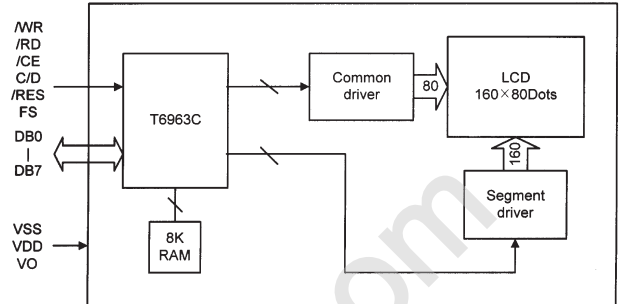 /WR
/RD
/CE
C/D
/RES
FS
DB0
|
DB7
VSS
VDD
VO
T6963C
8K
RAM
Common
driver
80
LCD
160×80Dots
160
Segment
driver
om